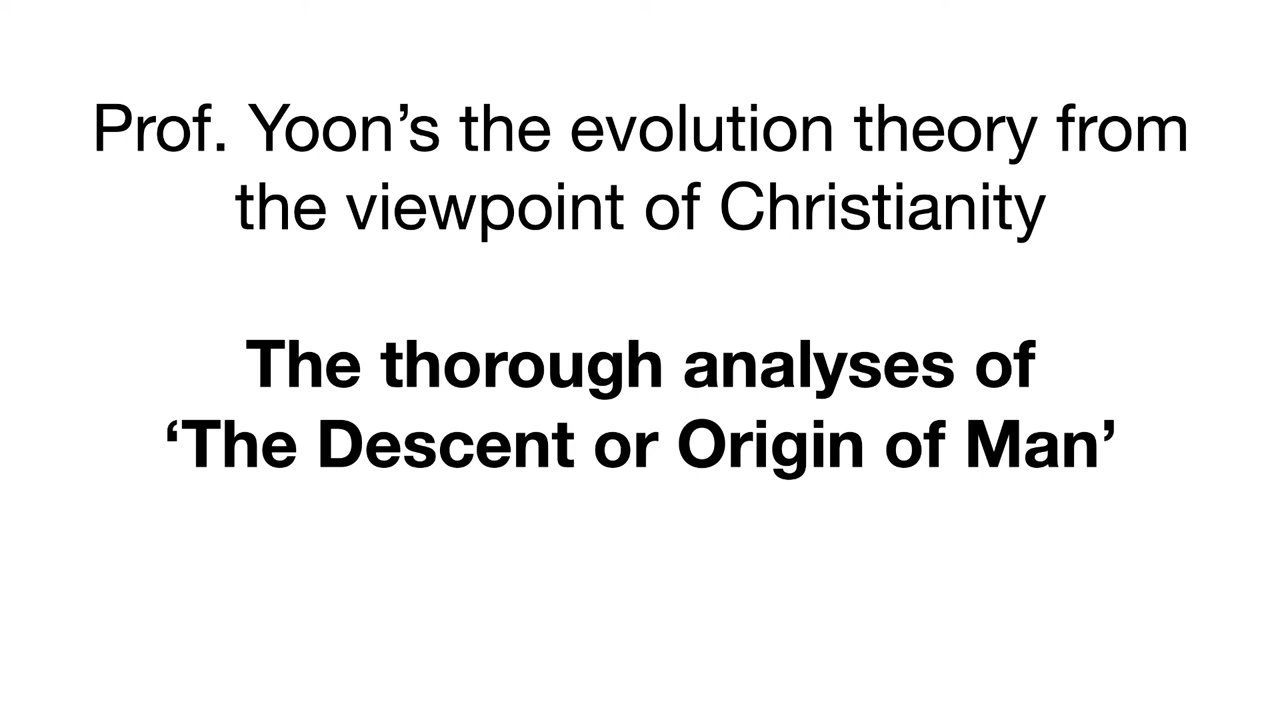 Prof. Yoon’s the evolution theory from
the viewpoint of Christianity
The thorough analyses of
‘The Descent or Origin of Man’